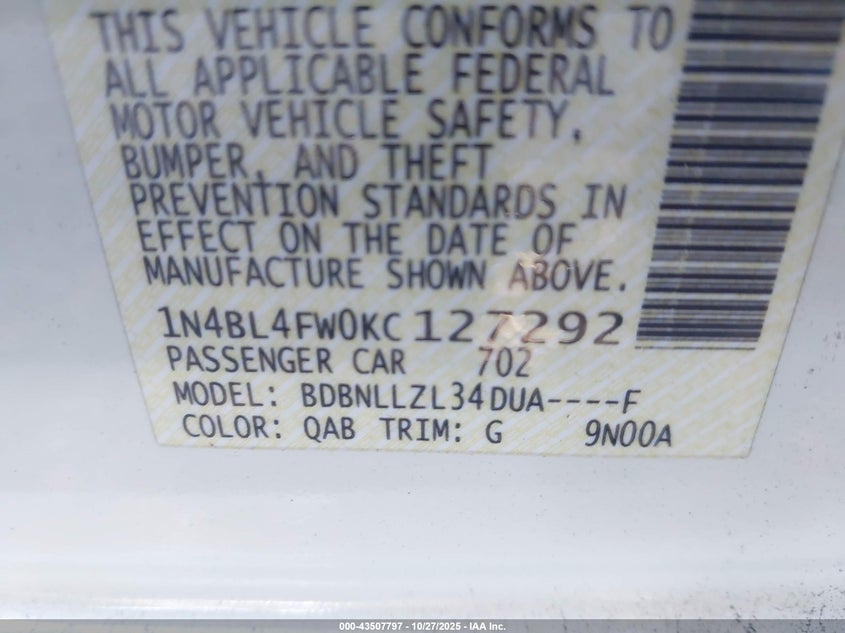 THIS VEHICLE CONFORMS TO
ALL APPLICABLE FEDERAL
MOTOR VEHICLE SAFETY,
BUMPER, AND THEFT
PREVENTION STANDARDS IN
EFFECT ON THE DATE OF
MANUFACTURE SHOWN ABOVE.
1N4BL4FW0KC127292
PASSENGER CAR 702
MODEL: BDBNLLZL34DUA----F
COLOR: QAB TRIM: G 9N00A
000-43507797 - 10/27/2025 - IAA Inc.